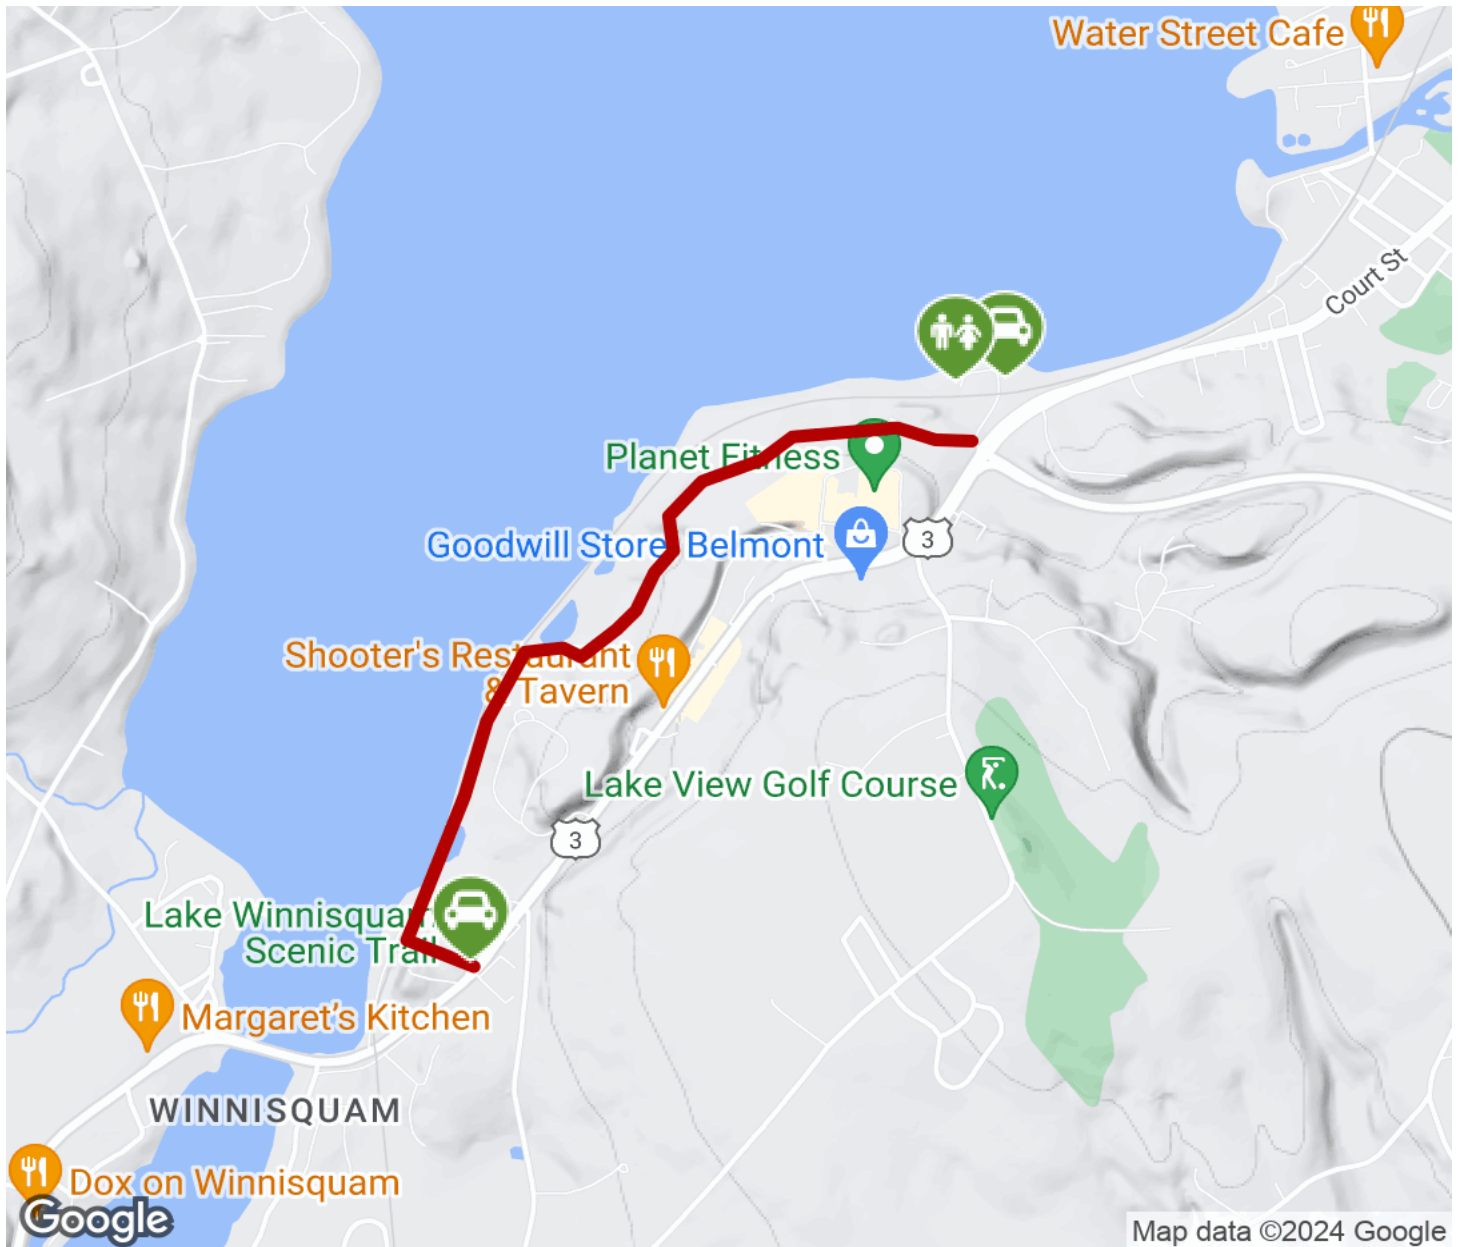 Water Street Cafe
Court St
Planet Fitness
Goodwill Store, Belmont
3
Shooter's Restaurant
& Tavern
Lake View Golf Course
3
Lake Winnisquam
Scenic Trail
Margaret's Kitchen
WINNISQUAM
Dox on Winnisquam
Google
Map data ©2024 Google